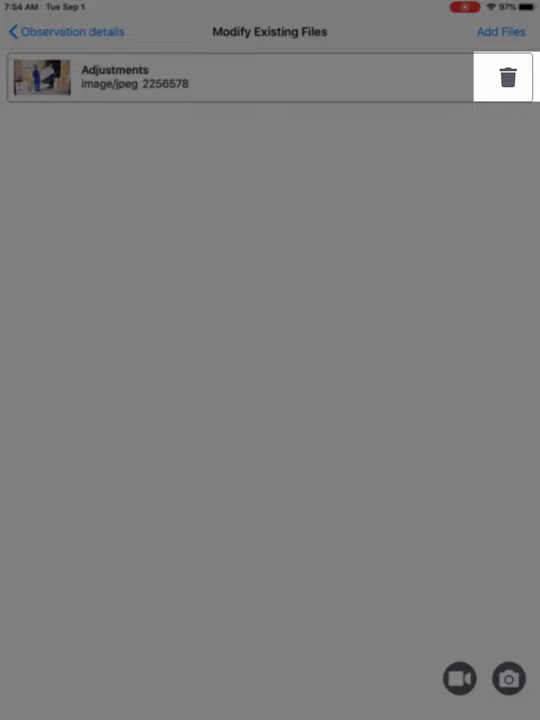 7:54 AM Tue Sep 1 97%
Observation details Modify Existing Files Add Files
Adjustments
image/jpeg 2256578